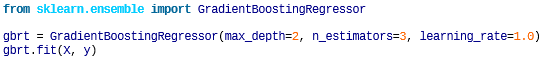 from sklearn.ensemble import GradientBoostingRegressor
gbrt = GradientBoostingRegressor(max_depth=2, n_estimators=3, learning_rate=1.0)
gbrt.fit(X, y)